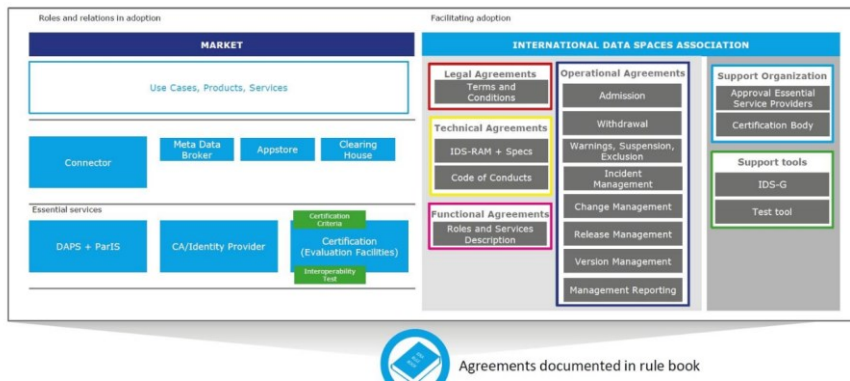 Roles and relations in adoption
Facilitating adoption
MARKET
INTERNATIONAL DATA SPACES ASSOCIATION
Use Cases, Products, Services
Connector
Meta Data
Broker
Appstore
Clearing
House
Essential services
DAPS + ParIS
CA/Identity Provider
Certification
Criteria
Certification
(Evaluation Facilities)
Interoperability
Test
Legal Agreements
Terms and
Conditions
Technical Agreements
IDS-RAM + Specs
Code of Conducts
Functional Agreements
Roles and Services
Description
Operational Agreements
Admission
Withdrawal
Warnings, Suspension,
Exclusion
Incident
Management
Change Management
Release Management
Version Management
Management Reporting
Support Organization
Approval Essential
Service Providers
Certification Body
Support tools
IDS-G
Test tool
Agreements documented in rule book